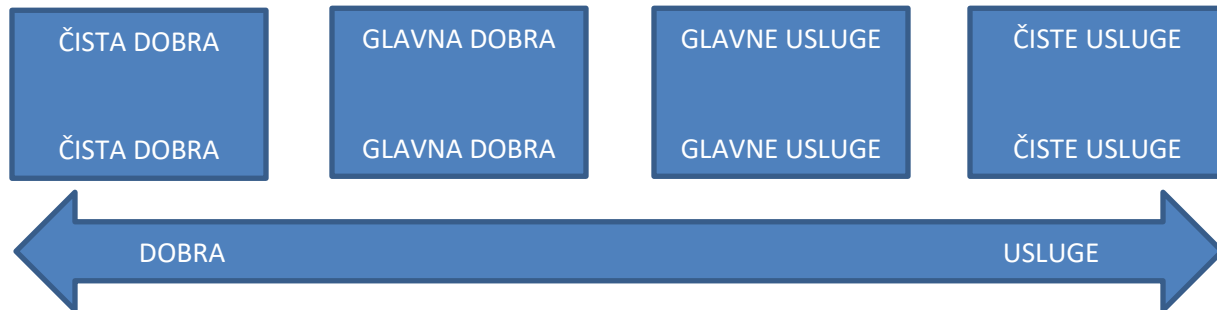 ČISTA DOBRA
GLAVNA DOBRA
GLAVNE USLUGE
ČISTE USLUGE
ČISTA DOBRA
GLAVNA DOBRA
GLAVNE USLUGE
ČISTE USLUGE
DOBRA
USLUGE